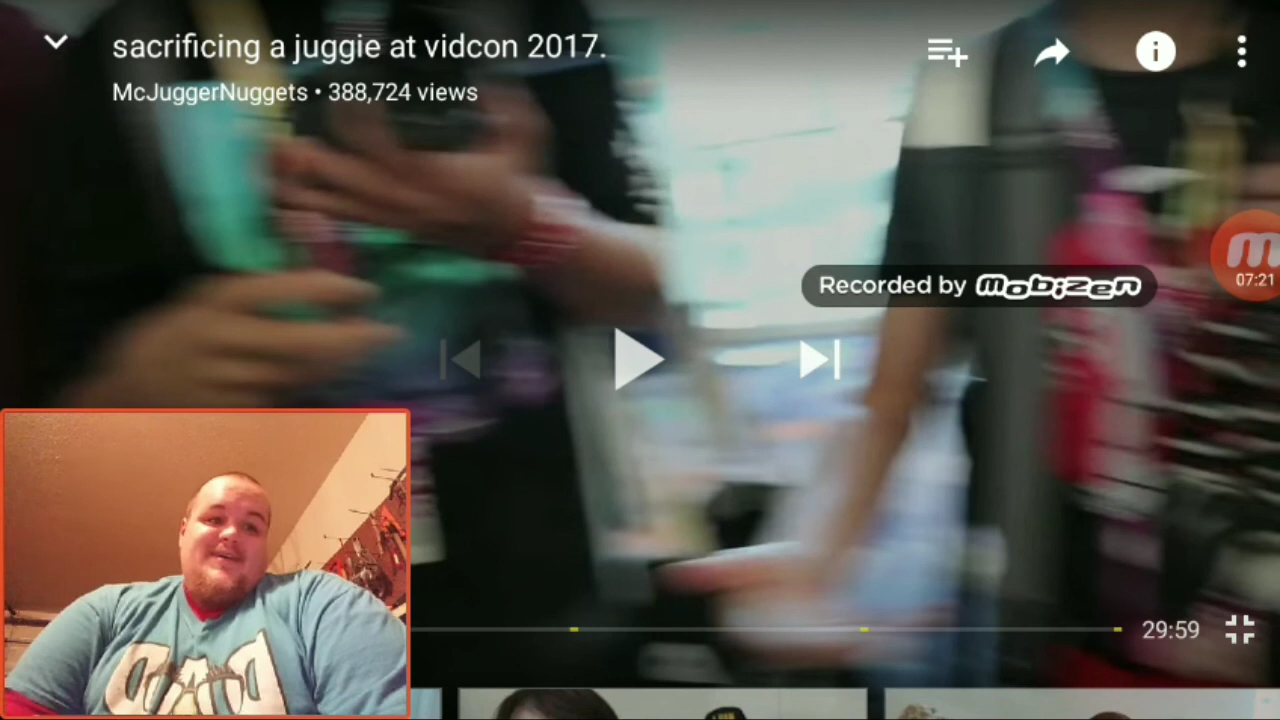 sacrificing a juggie at vidcon 2017.
McJuggerNuggets • 388,724 views
Recorded by mobizen
07:21
29:59